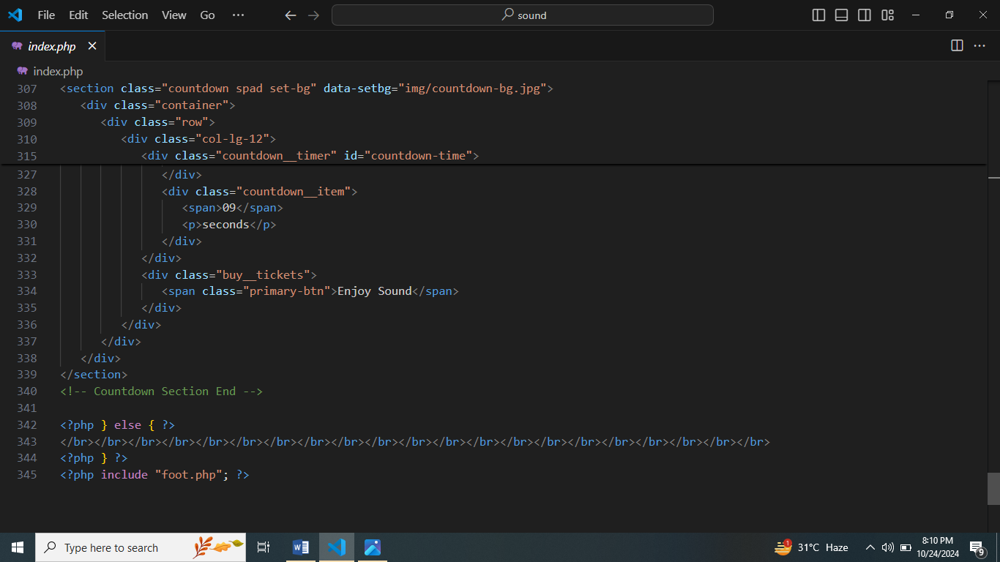 File Edit Selection View Go ··· sound
index.php
index.php
307 <section class="countdown spad set-bg" data-setbg="img/countdown-bg.jpg">
308 <div class="container">
309 <div class="row">
310 <div class="col-lg-12">
315 <div class="countdown__timer" id="countdown-time">
327 </div>
328 <div class="countdown__item">
329 <span>09</span>
330 <p>seconds</p>
331 </div>
332 </div>
333 <div class="buy__tickets">
334 <span class="primary-btn">Enjoy Sound</span>
335 </div>
336 </div>
337 </div>
338 </div>
339 </section>
340 <!-- Countdown Section End -->
341
342 <?php } else { ?>
343 </br></br></br></br></br></br></br></br></br></br></br></br></br></br></br></br></br></br></br></br></br>
344 <?php } ?>
345 <?php include "foot.php"; ?>
Type here to search 1 31°C Haze 8:10 PM
10/24/2024 9